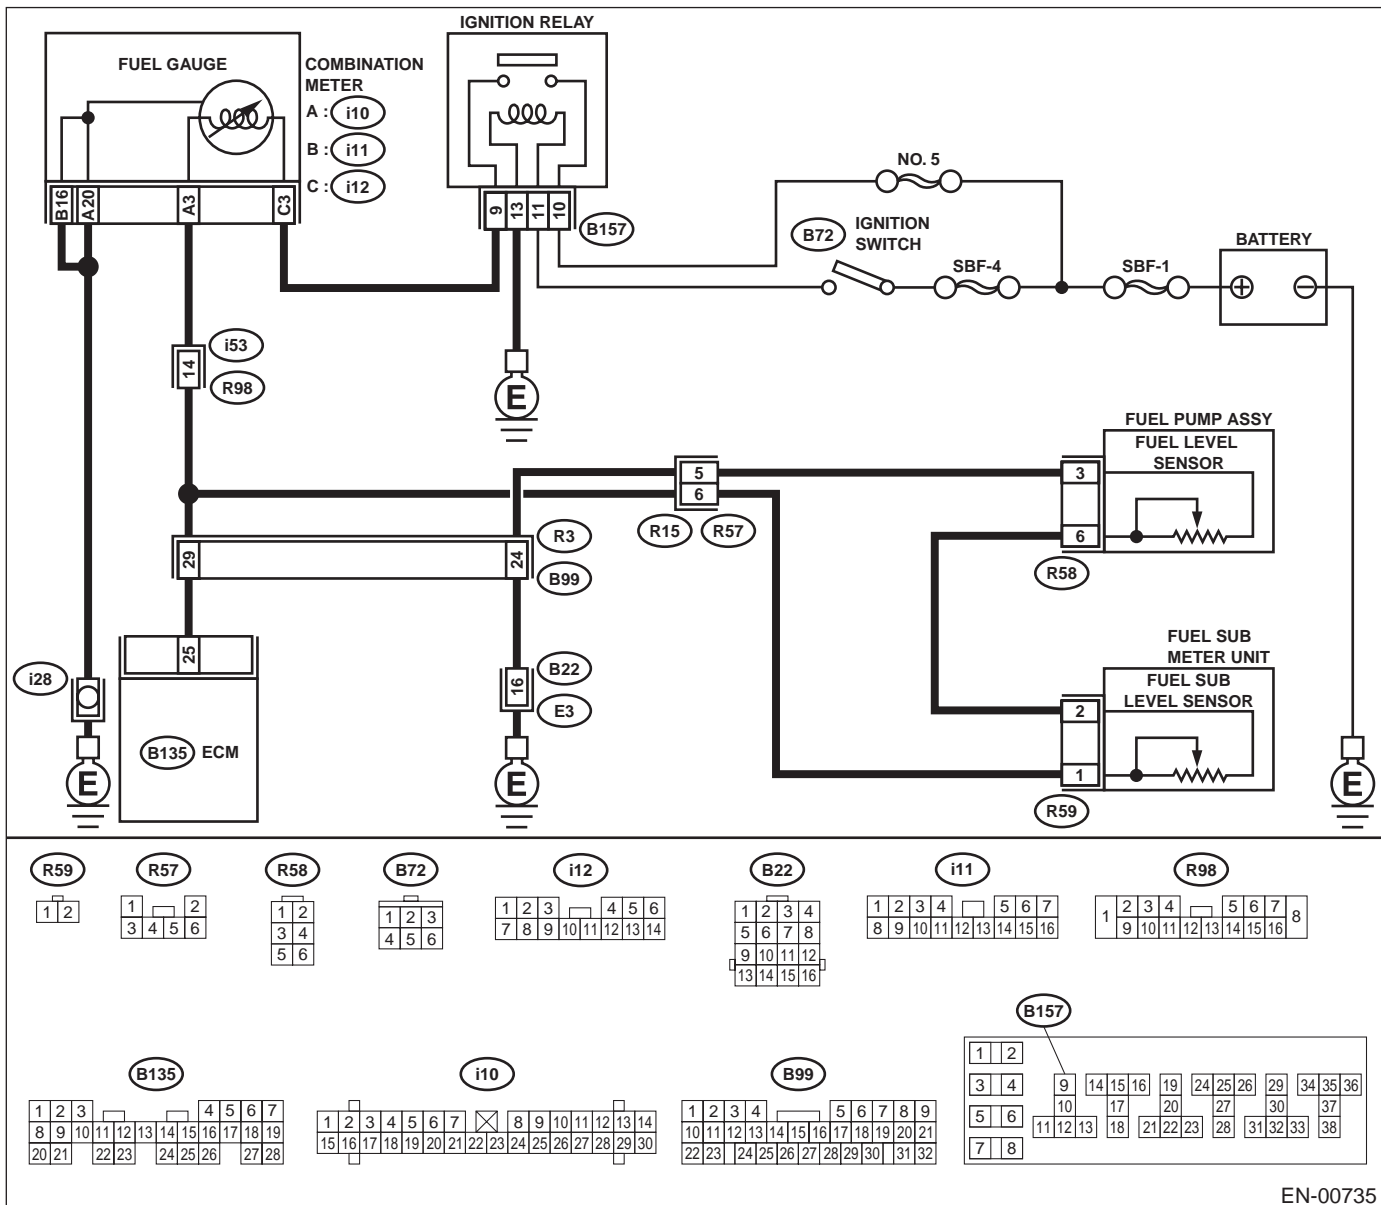 IGNITION RELAY
FUEL GAUGE
COMBINATION
METER
A : i10
B : i11
C : i12
B16
A20
A3
C3
9
13
11
10
B157
NO. 5
B72
IGNITION
SWITCH
SBF-4
SBF-1
BATTERY
+
−
i53
14
R98
E
FUEL PUMP ASSY
FUEL LEVEL
SENSOR
5
3
6
R15
R57
6
R58
R3
29
24
B99
25
B22
16
E3
i28
B135
ECM
FUEL SUB
METER UNIT
FUEL SUB
LEVEL SENSOR
2
1
R59
E
E
E
R59
R57
R58
B72
i12
B22
i11
R98
1 2
1 2
3 4 5 6
1 2
3 4
5 6
1 2 3
4 5 6
1 2 3 4 5 6
7 8 9 10 11 12 13 14
1 2 3 4
5 6 7 8
9 10 11 12
13 14 15 16
1 2 3 4 5 6 7
8 9 10 11 12 13 14 15 16
1 2 3 4 5 6 7 8
9 10 11 12 13 14 15 16
B135
i10
B99
B157
1 2 3 4 5 6 7
8 9 10 11 12 13 14 15 16 17 18 19
20 21 22 23 24 25 26 27 28
1 2 3 4 5 6 7 8 9 10 11 12 13 14
15 16 17 18 19 20 21 22 23 24 25 26 27 28 29 30
1 2 3 4 5 6 7 8 9
10 11 12 13 14 15 16 17 18 19 20 21
22 23 24 25 26 27 28 29 30 31 32
1 2
3 4
5 6
7 8
9 14 15 16 19 24 25 26 29 34 35 36
10 17 20 27 30 37
11 12 13 18 21 22 23 28 31 32 33 38
EN-00735